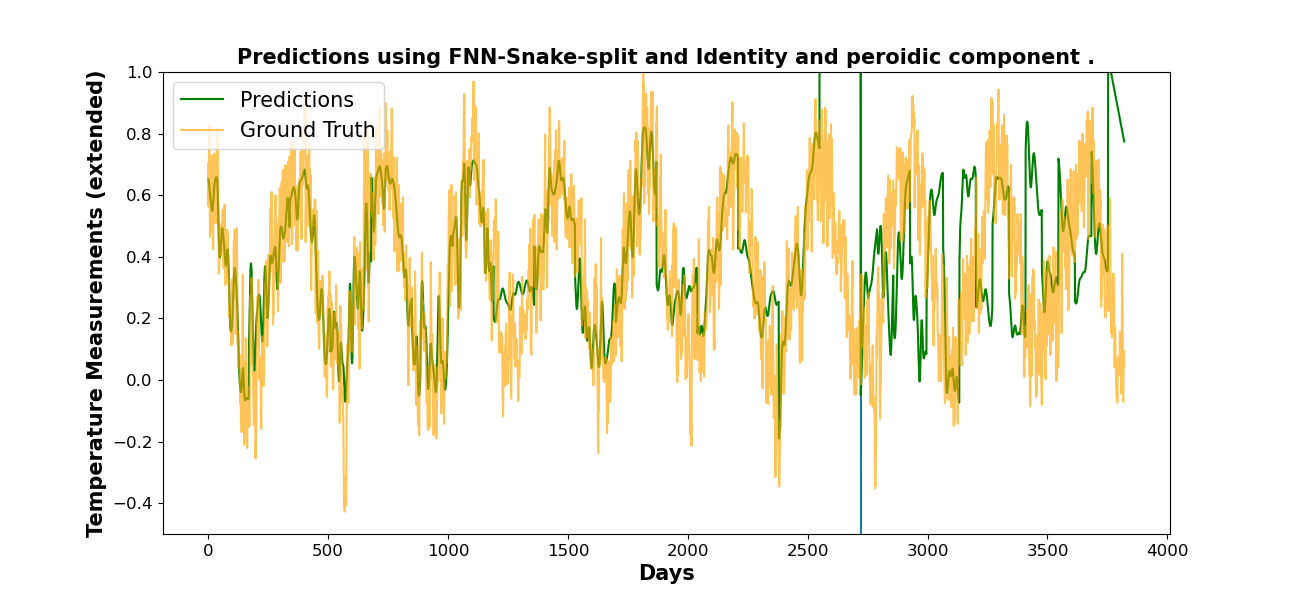 Predictions using FNN-Snake-split and Identity and peroidic component .
Temperature Measurements (extended)
1.0
0.8
0.6
0.4
0.2
0.0
−0.2
−0.4
Predictions
Ground Truth
0 500 1000 1500 2000 2500 3000 3500 4000
Days